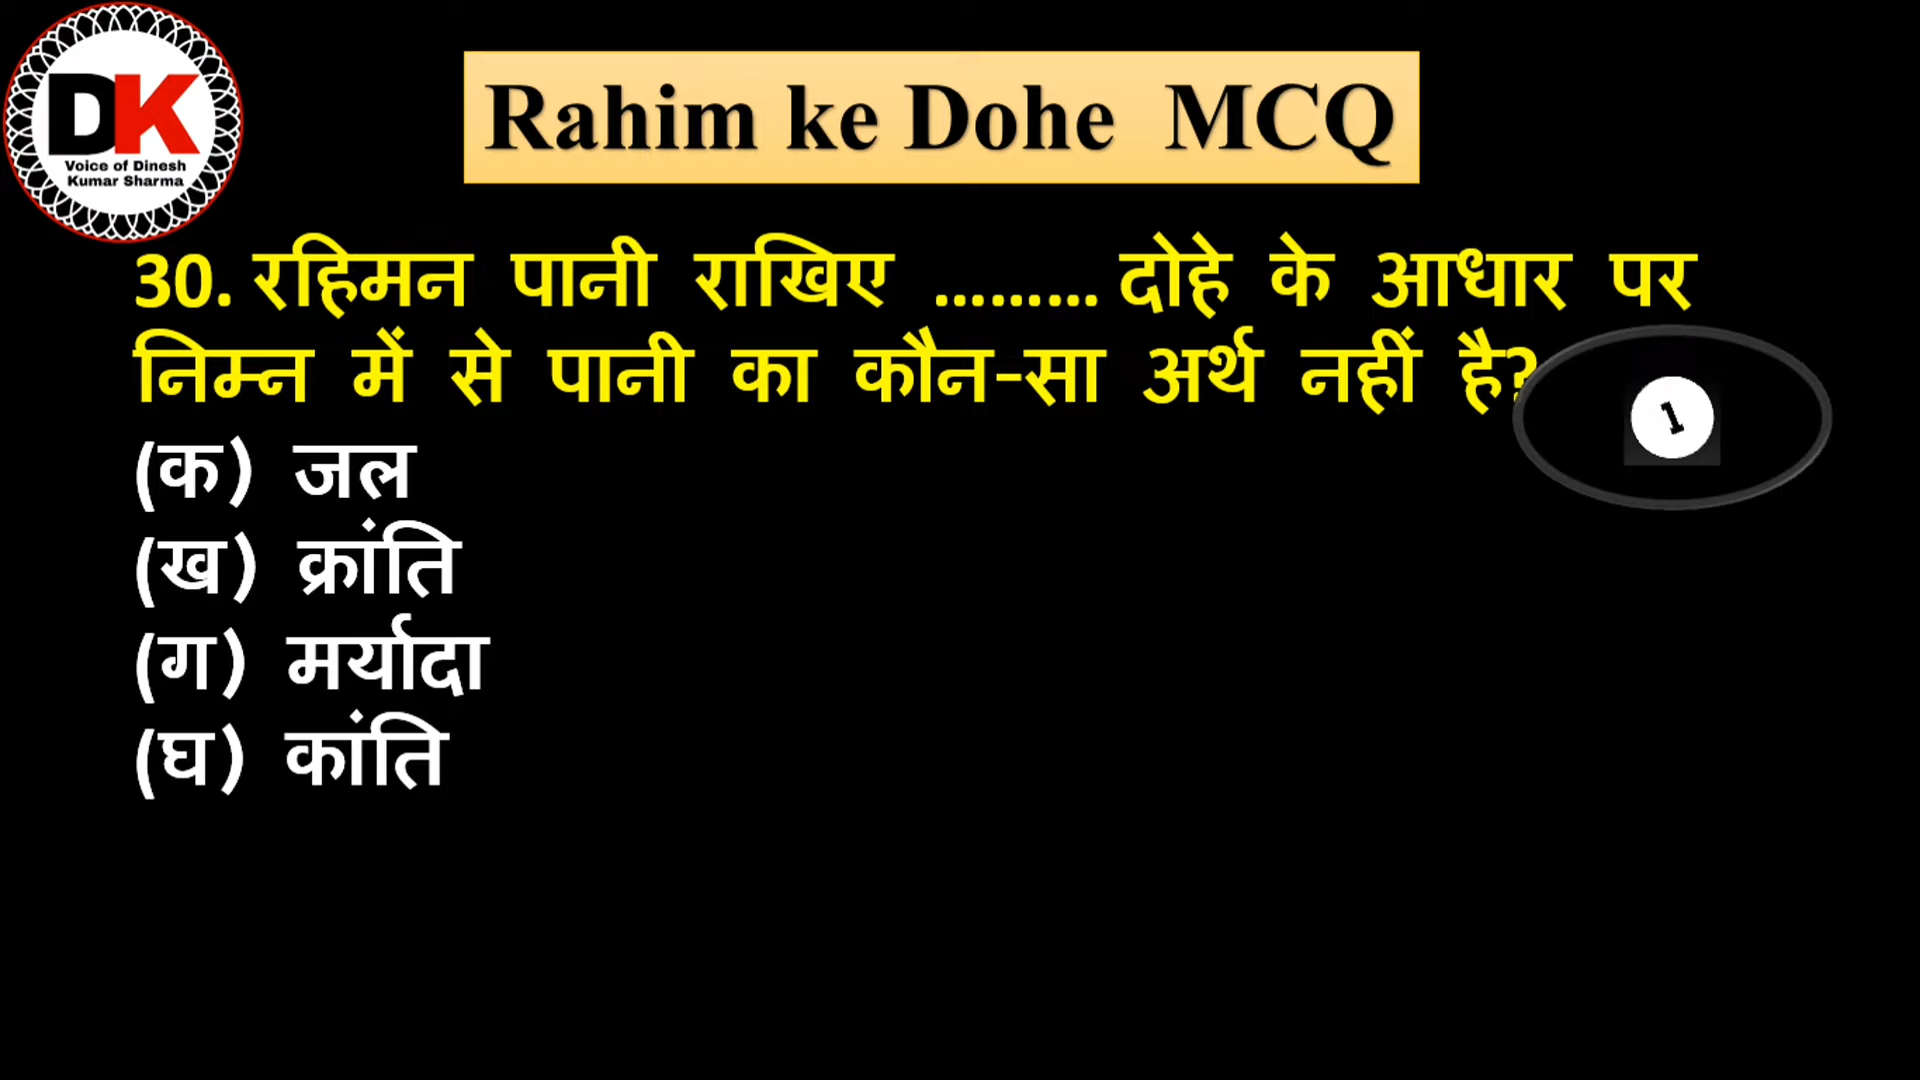 DK
Voice of Dinesh
Kumar Sharma
Rahim ke Dohe MCQ
30. रहिमन पानी राखिए ......... दोहे के आधार पर
निम्न में से पानी का कौन-सा अर्थ नहीं है?
1
(क) जल
(ख) क्रांति
(ग) मर्यादा
(घ) कांति